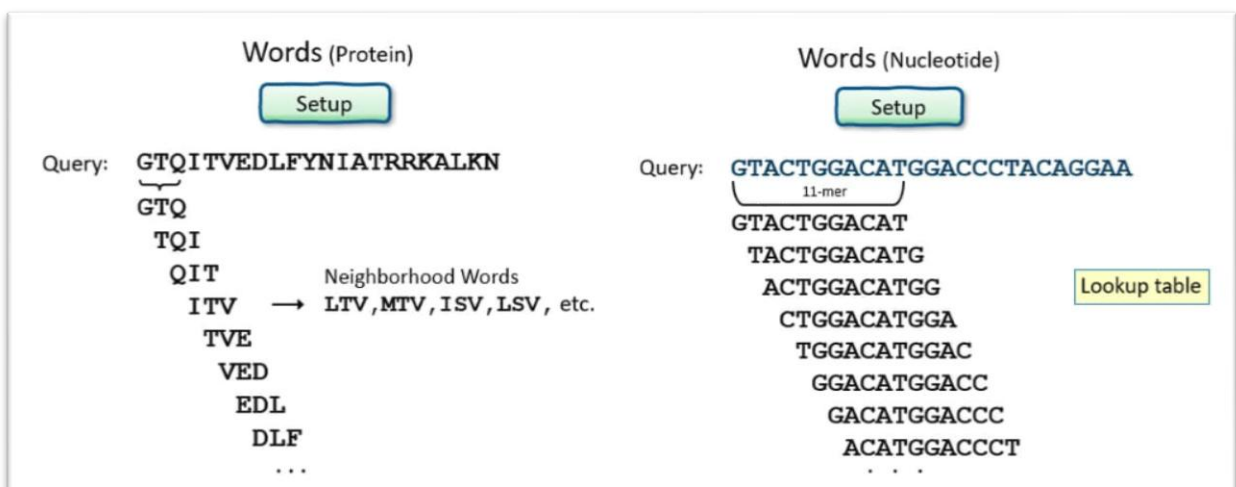 Words (Protein)
Setup
Query: GTQITVEDLFYNIATRRKALKN
GTQ
TQI
QIT
ITV → LTV,MTV,ISV,LSV, etc.
Neighborhood Words
TVE
VED
EDL
DLF
...
Words (Nucleotide)
Setup
Query: GTACTGGACATGGACCCTACAGGAA
11-mer
GTACTGGACAT
TACTGGACATG
ACTGGACATGG
CTGGACATGGA
TGGACATGGAC
GGACATGGACC
GACATGGACCC
ACATGGACCCT
. . .
Lookup table